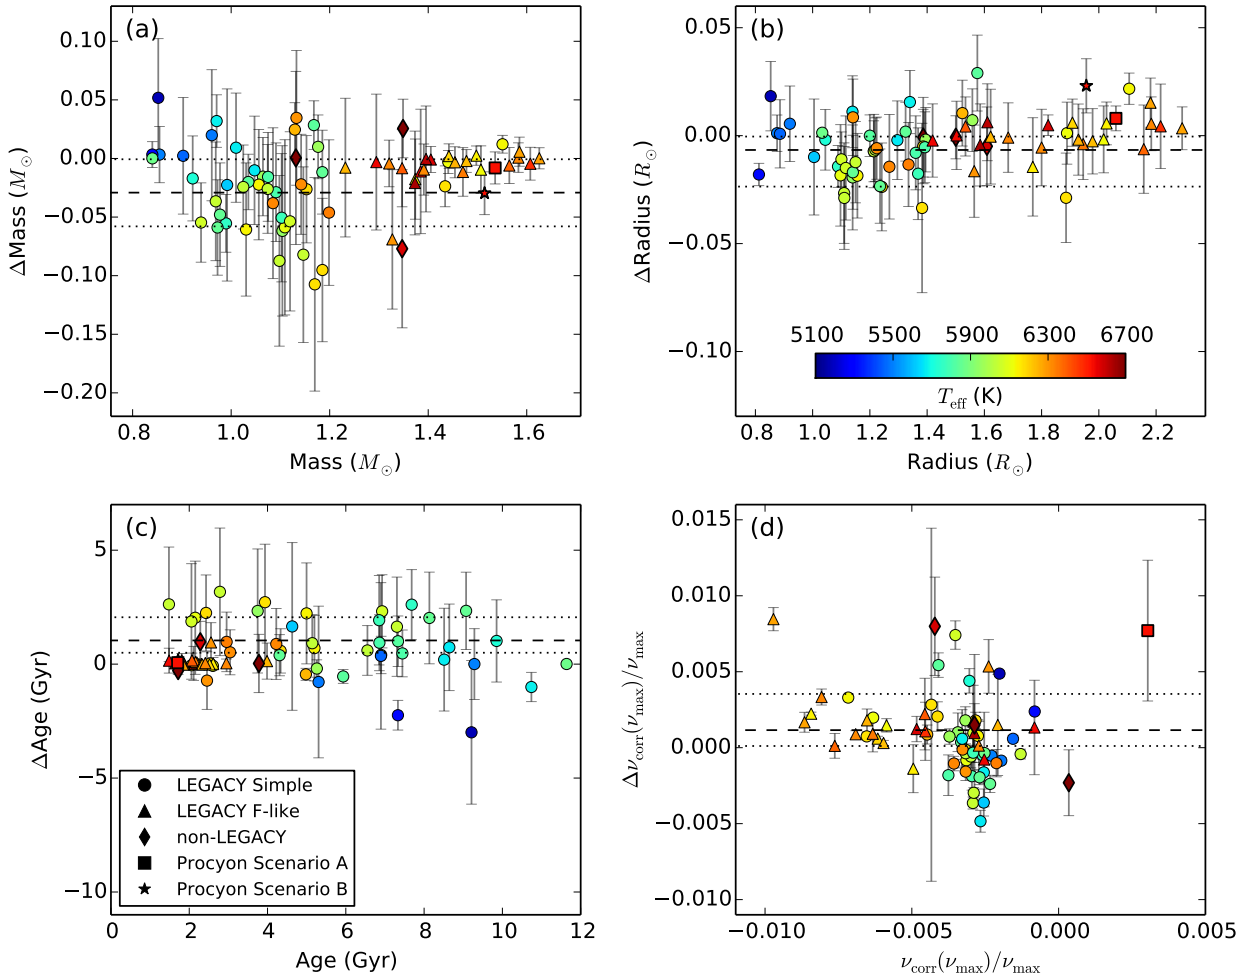 (a)
0.10
0.05
0.00
−0.05
−0.10
−0.15
−0.20
ΔMass (M⊙)
0.8 1.0 1.2 1.4 1.6
Mass (M⊙)
(b)
0.05
0.00
−0.05
−0.10
ΔRadius (R⊙)
5100 5500 5900 6300 6700
Teff (K)
0.8 1.0 1.2 1.4 1.6 1.8 2.0 2.2
Radius (R⊙)
(c)
5
0
−5
−10
ΔAge (Gyr)
LEGACY Simple
LEGACY F-like
non-LEGACY
Procyon Scenario A
Procyon Scenario B
0 2 4 6 8 10 12
Age (Gyr)
(d)
0.015
0.010
0.005
0.000
−0.005
−0.010
Δνcorr(νmax)/νmax
−0.010 −0.005 0.000 0.005
νcorr(νmax)/νmax